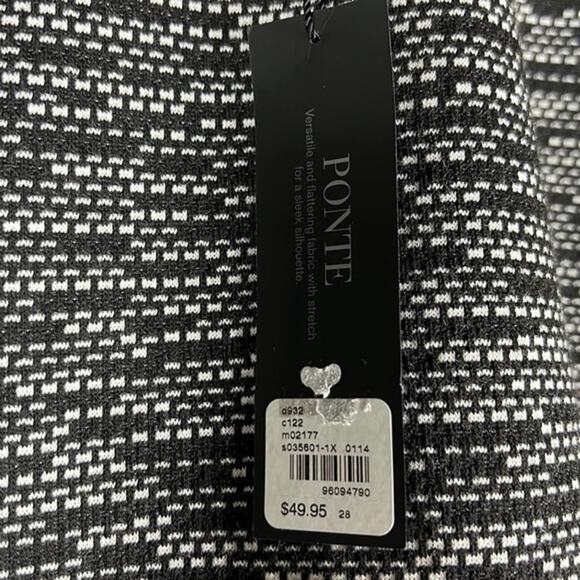 PONTE
Versatile and flattering fabric with stretch
for a sleek silhouette.
d932
c122
m02177
s035601-1X 0114
96094790
$49.95 28